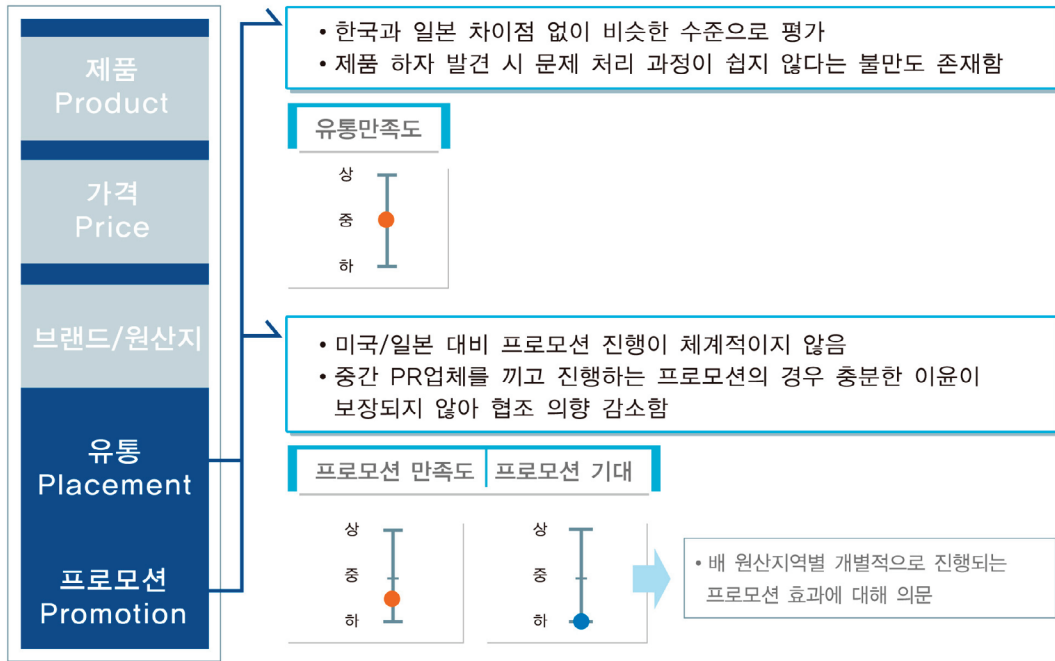 제품
Product
가격
Price
브랜드/원산지
유통
Placement
프로모션
Promotion
• 한국과 일본 차이점 없이 비슷한 수준으로 평가
• 제품 하자 발견 시 문제 처리 과정이 쉽지 않다는 불만도 존재함
유통만족도
상
중
하
• 미국/일본 대비 프로모션 진행이 체계적이지 않음
• 중간 PR업체를 끼고 진행하는 프로모션의 경우 충분한 이윤이
보장되지 않아 협조 의향 감소함
프로모션 만족도
프로모션 기대
상
중
하
상
중
하
• 배 원산지역별 개별적으로 진행되는
프로모션 효과에 대해 의문